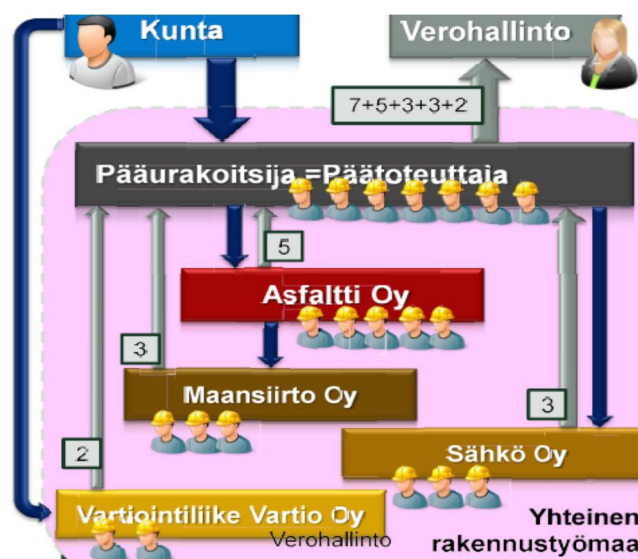 Kunta
Verohallinto
7+5+3+3+2
Pääurakoitsija =Päätoteuttaja
5
Asfaltti Oy
3
Maansiirto Oy
3
2
Sähkö Oy
Vartiointiliike Vartio Oy
Yhteinen
rakennustyömaa
Verohallinto